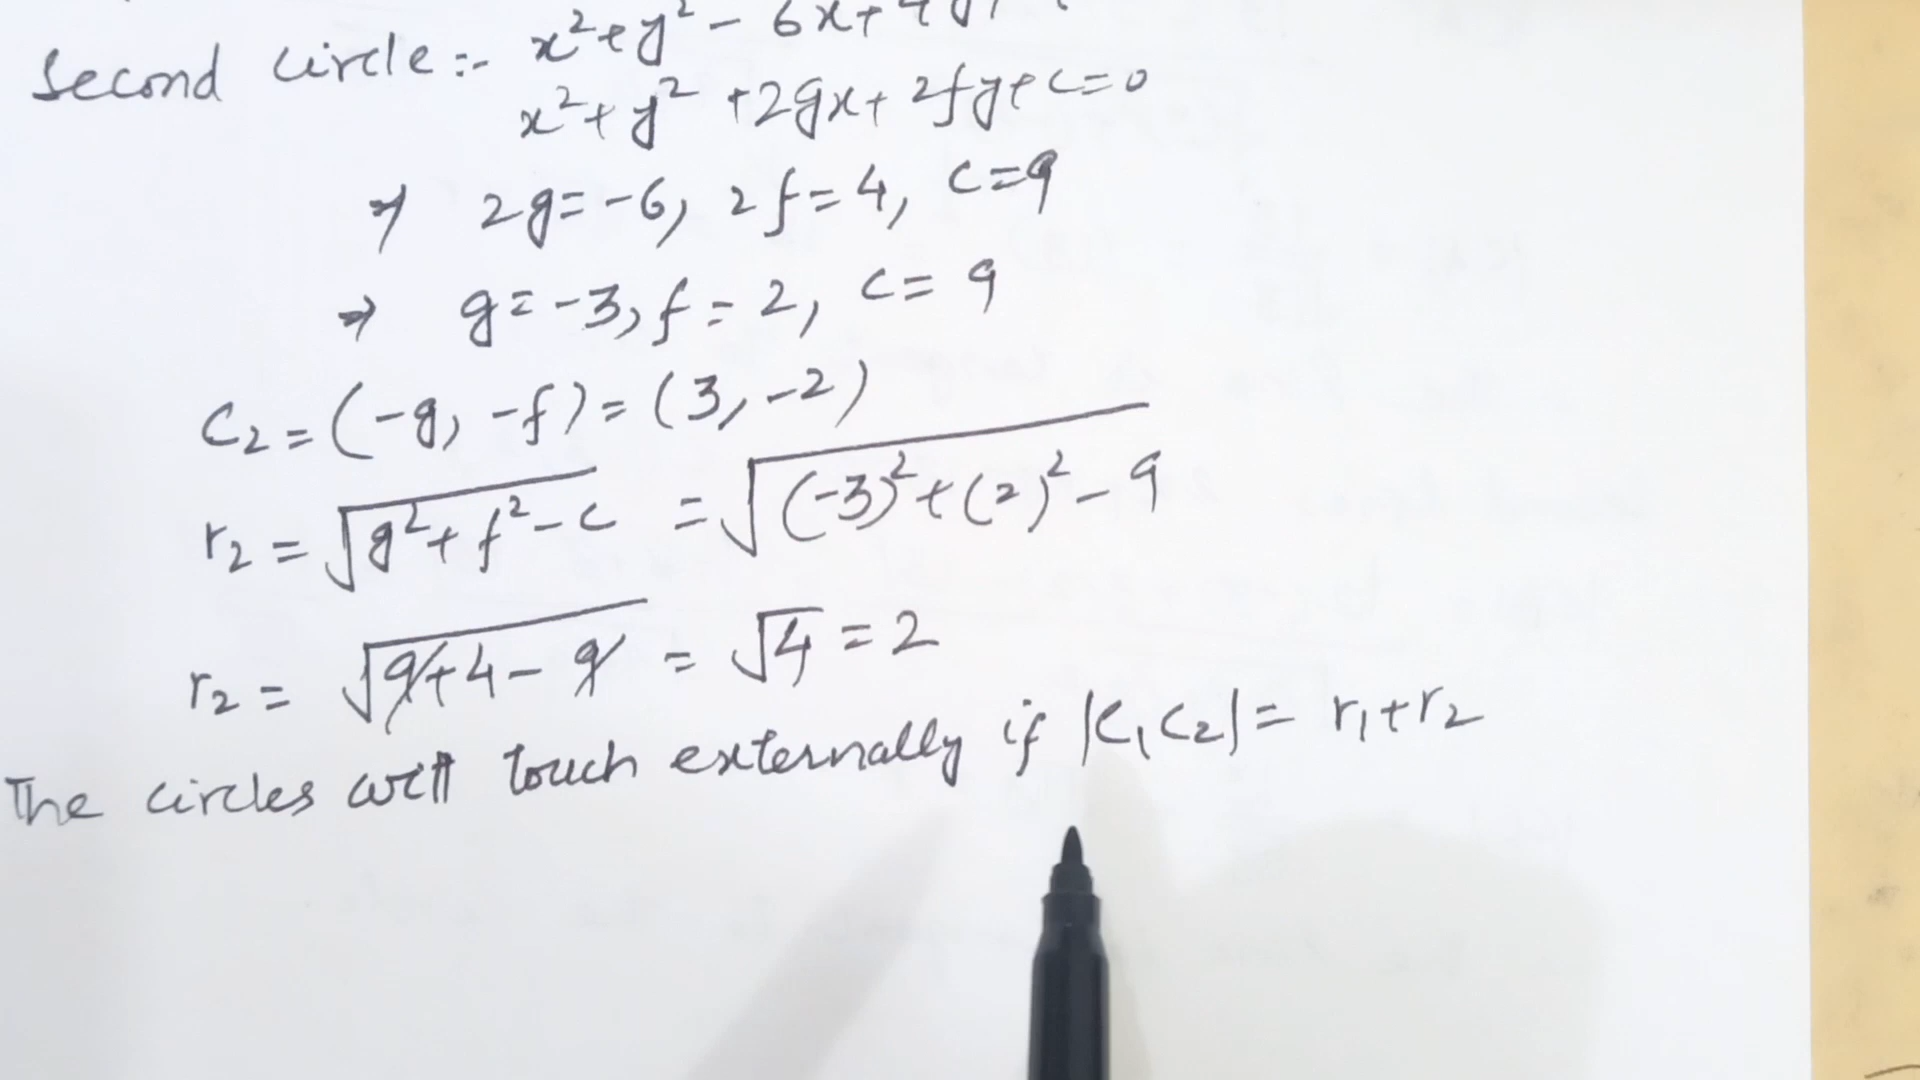 Second circle:- x²+y² - 6x+4y
x²+y² +2gx+ 2fy+c=0
⇒ 2g=-6, 2f=4, c=9
⇒ g=-3, f=2, c=9
C₂=(-g, -f)=(3, -2)
r₂=√(g²+f²-c) =√((-3)²+(2)²-9)
r₂= √(9+4-9) = √4 =2
The circles will touch externally if |C₁C₂|= r₁+r₂